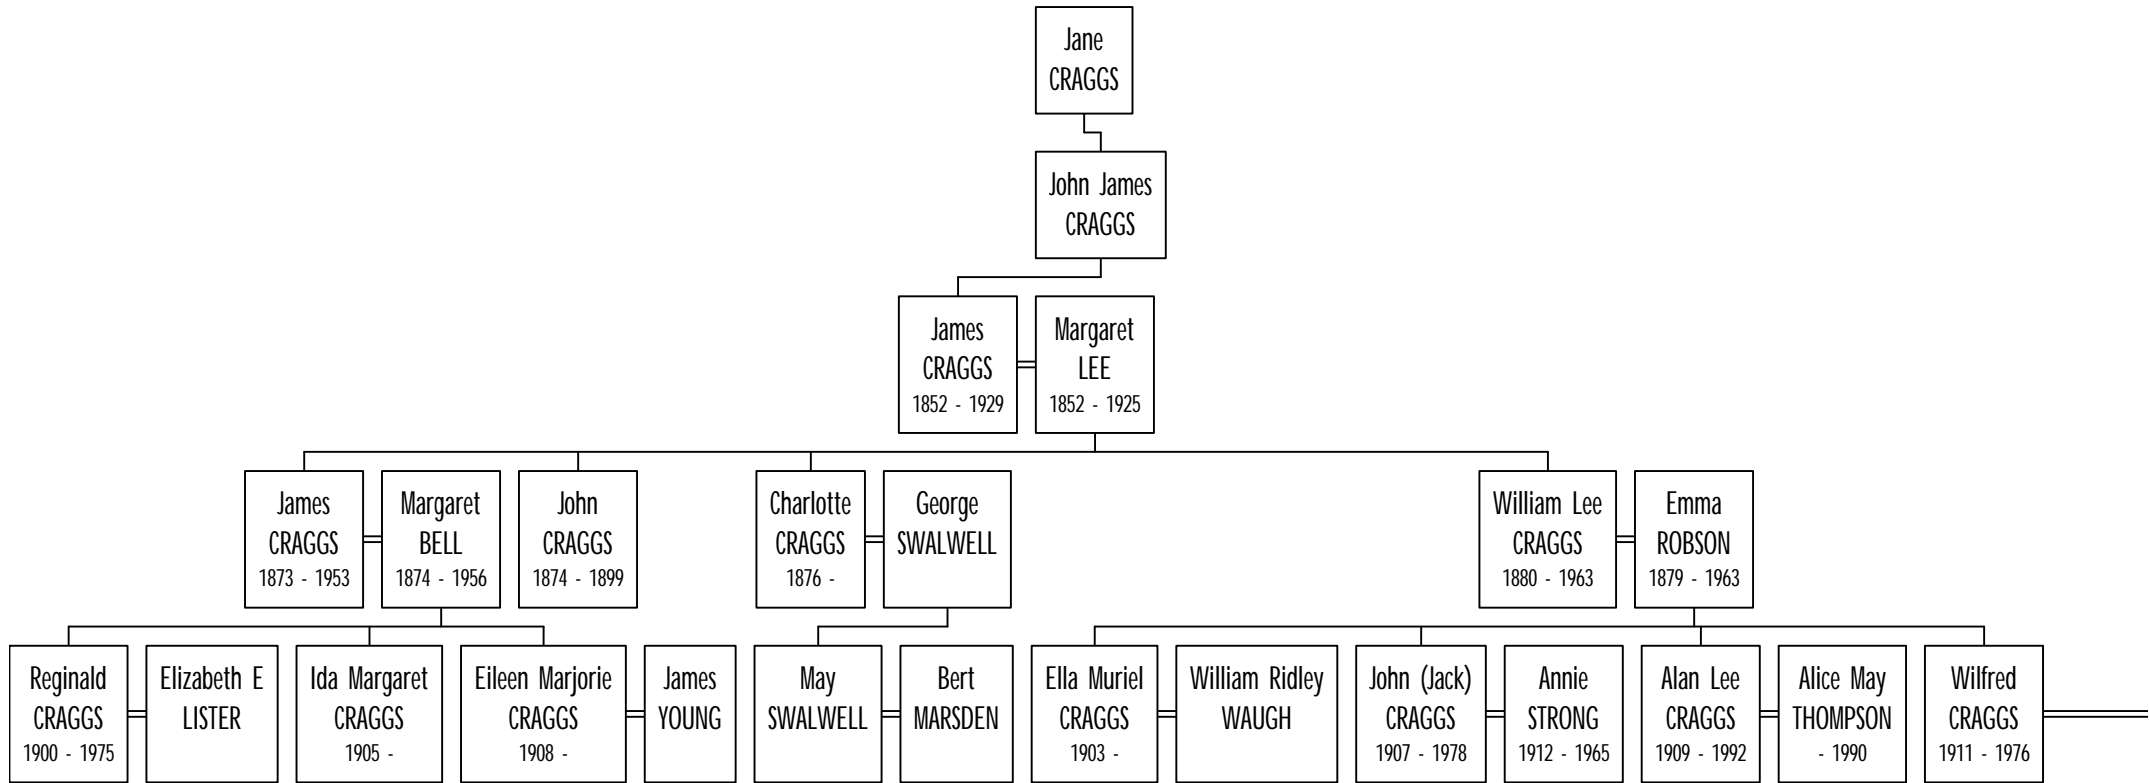 Jane
CRAGGS
John James
CRAGGS
James
CRAGGS
1852 - 1929
Margaret
LEE
1852 - 1925
James
CRAGGS
1873 - 1953
Margaret
BELL
1874 - 1956
John
CRAGGS
1874 - 1899
Charlotte
CRAGGS
1876 -
George
SWALWELL
William Lee
CRAGGS
1880 - 1963
Emma
ROBSON
1879 - 1963
Reginald
CRAGGS
1900 - 1975
Elizabeth E
LISTER
Ida Margaret
CRAGGS
1905 -
Eileen Marjorie
CRAGGS
1908 -
James
YOUNG
May
SWALWELL
Bert
MARSDEN
Ella Muriel
CRAGGS
1903 -
William Ridley
WAUGH
John (Jack)
CRAGGS
1907 - 1978
Annie
STRONG
1912 - 1965
Alan Lee
CRAGGS
1909 - 1992
Alice May
THOMPSON
- 1990
Wilfred
CRAGGS
1911 - 1976